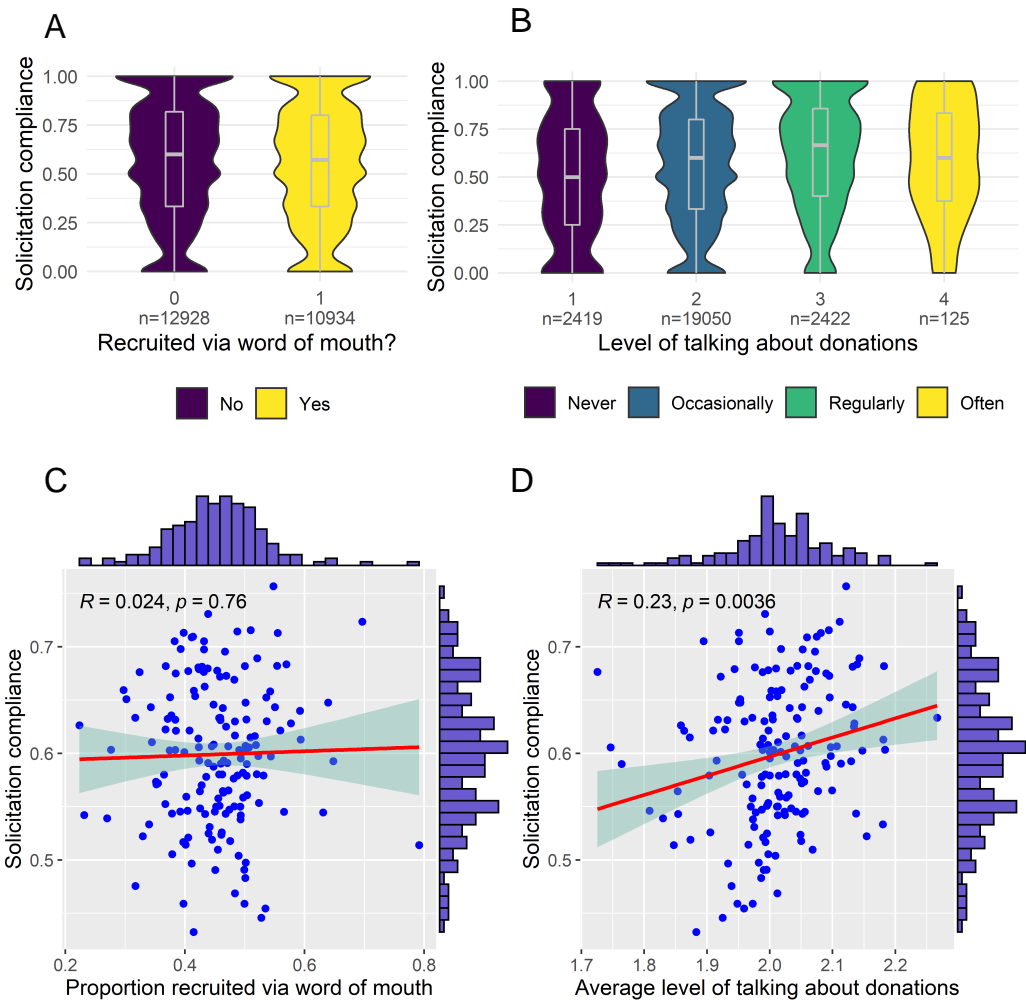 A
B
Solicitation compliance
1.00
0.75
0.50
0.25
0.00
0
1
n=12928
n=10934
Recruited via word of mouth?
No
Yes
Solicitation compliance
1.00
0.75
0.50
0.25
0.00
1
2
3
4
n=2419
n=19050
n=2422
n=125
Level of talking about donations
Never
Occasionally
Regularly
Often
C
D
R = 0.024, p = 0.76
Solicitation compliance
0.7
0.6
0.5
0.2
0.4
0.6
0.8
Proportion recruited via word of mouth
R = 0.23, p = 0.0036
Solicitation compliance
0.7
0.6
0.5
1.7
1.8
1.9
2.0
2.1
2.2
Average level of talking about donations